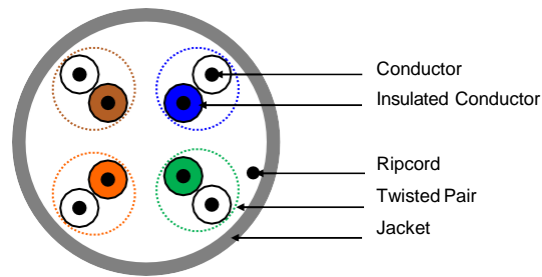 Conductor
Insulated Conductor
Ripcord
Twisted Pair
Jacket